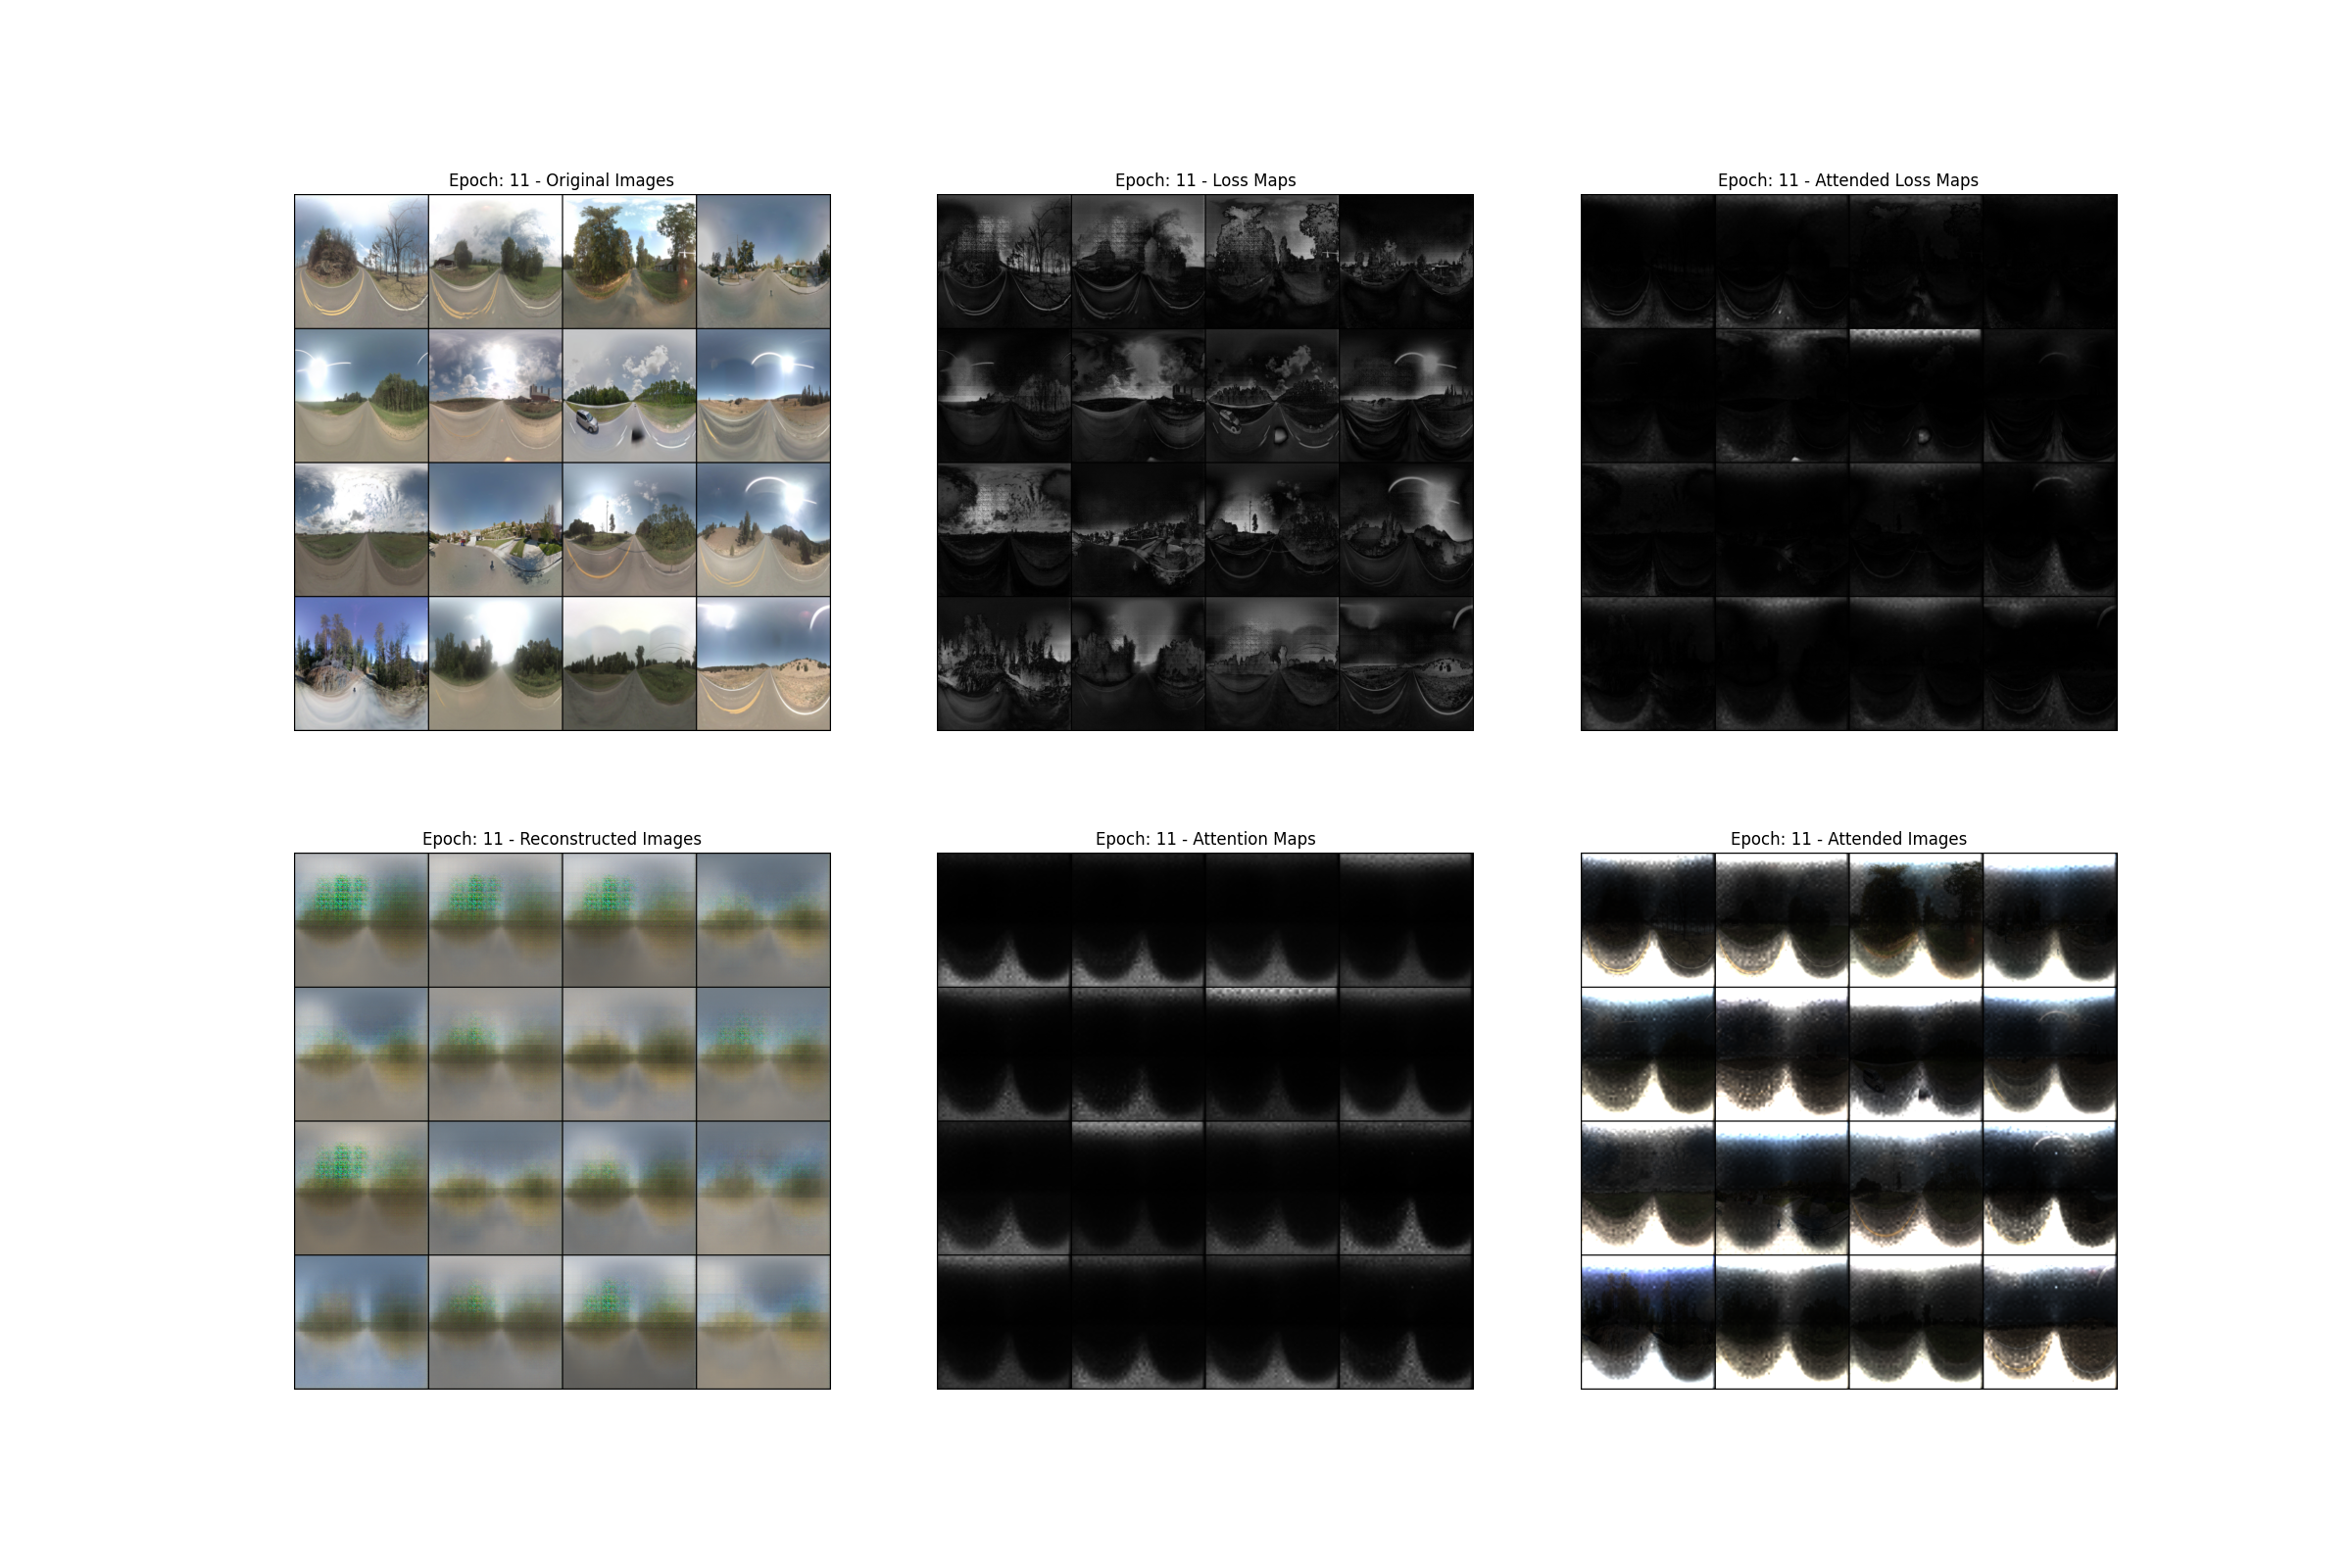 Epoch: 11 - Original Images
Epoch: 11 - Loss Maps
Epoch: 11 - Attended Loss Maps
Epoch: 11 - Reconstructed Images
Epoch: 11 - Attention Maps
Epoch: 11 - Attended Images